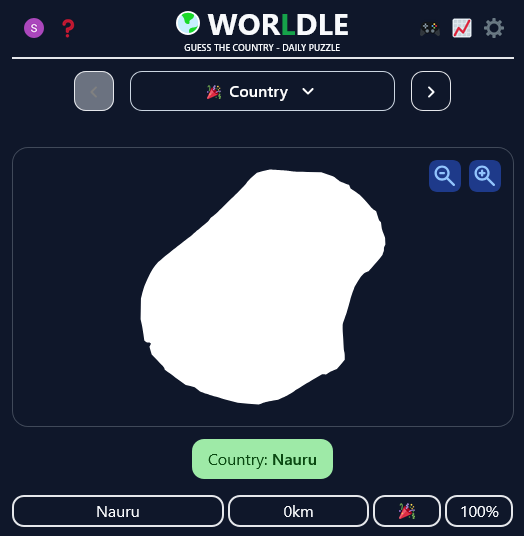 S
WORLDLE
GUESS THE COUNTRY - DAILY PUZZLE
Country
Country: Nauru
Nauru
0km
100%